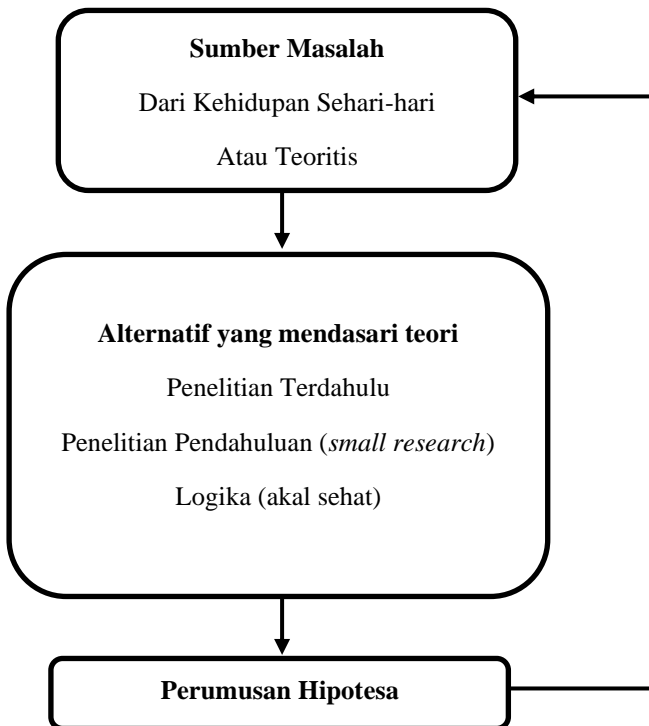 Sumber Masalah
Dari Kehidupan Sehari-hari
Atau Teoritis
Alternatif yang mendasari teori
Penelitian Terdahulu
Penelitian Pendahuluan (small research)
Logika (akal sehat)
Perumusan Hipotesa